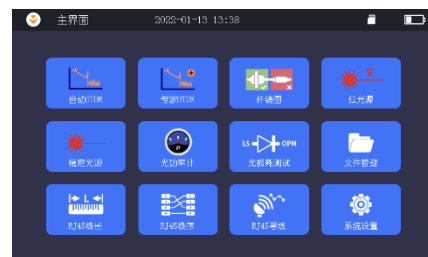 主界面 2022-01-13 13:38
自动OTDR 专家OTDR 纤镜图 红光源
稳定光源 光功率计 光损耗测试 文件管理
LS OPM
P
V
L
RJ45线长 RJ45线序 RJ45寻线 系统设置